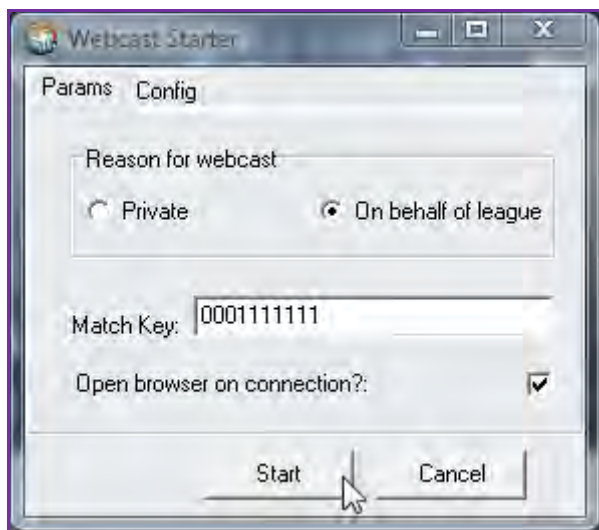 Webcast Starter
Params Config
Reason for webcast
Private On behalf of league
Match Key: 0001111111
Open browser on connection?:
Start Cancel